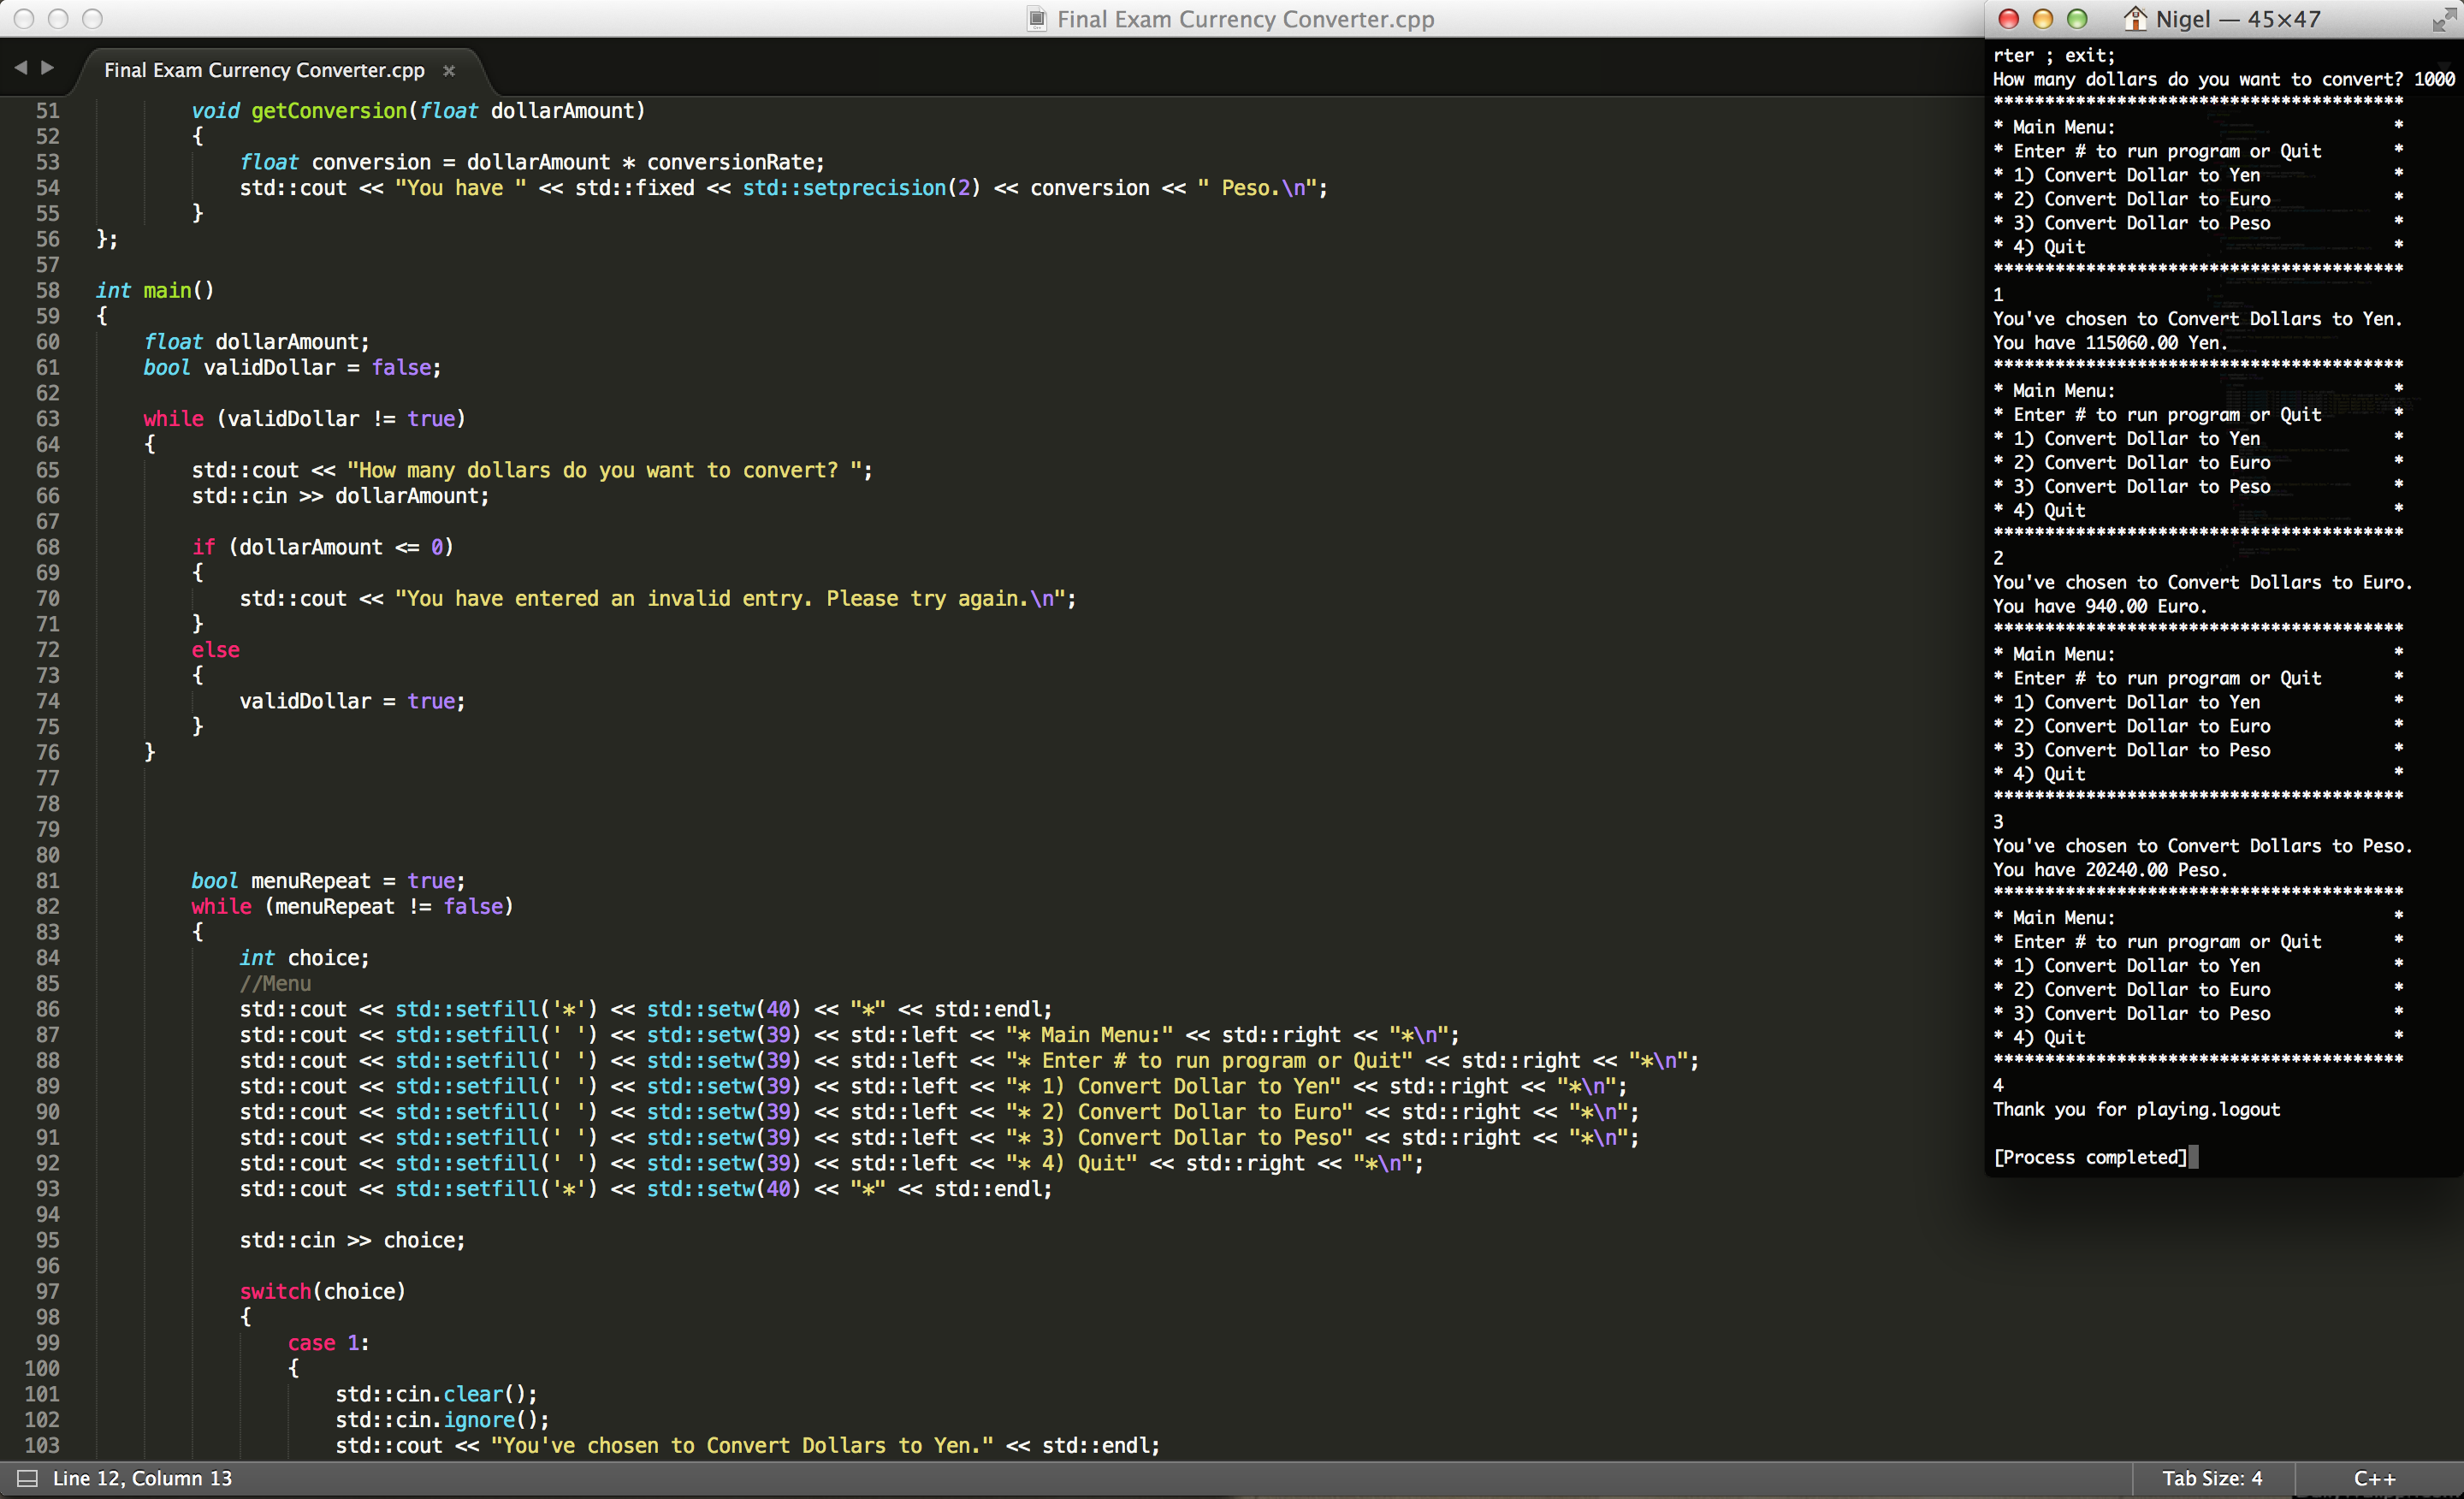 Final Exam Currency Converter.cpp
Final Exam Currency Converter.cpp ×
51 void getConversion(float dollarAmount)
52 {
53 float conversion = dollarAmount * conversionRate;
54 std::cout << "You have " << std::fixed << std::setprecision(2) << conversion << " Peso.\n";
55 }
56 };
57
58 int main()
59 {
60 float dollarAmount;
61 bool validDollar = false;
62
63 while (validDollar != true)
64 {
65 std::cout << "How many dollars do you want to convert? ";
66 std::cin >> dollarAmount;
67
68 if (dollarAmount <= 0)
69 {
70 std::cout << "You have entered an invalid entry. Please try again.\n";
71 }
72 else
73 {
74 validDollar = true;
75 }
76 }
77
78
79
80
81 bool menuRepeat = true;
82 while (menuRepeat != false)
83 {
84 int choice;
85 //Menu
86 std::cout << std::setfill('*') << std::setw(40) << "*" << std::endl;
87 std::cout << std::setfill(' ') << std::setw(39) << std::left << "* Main Menu:" << std::right << "*\n";
88 std::cout << std::setfill(' ') << std::setw(39) << std::left << "* Enter # to run program or Quit" << std::right << "*\n";
89 std::cout << std::setfill(' ') << std::setw(39) << std::left << "* 1) Convert Dollar to Yen" << std::right << "*\n";
90 std::cout << std::setfill(' ') << std::setw(39) << std::left << "* 2) Convert Dollar to Euro" << std::right << "*\n";
91 std::cout << std::setfill(' ') << std::setw(39) << std::left << "* 3) Convert Dollar to Peso" << std::right << "*\n";
92 std::cout << std::setfill(' ') << std::setw(39) << std::left << "* 4) Quit" << std::right << "*\n";
93 std::cout << std::setfill('*') << std::setw(40) << "*" << std::endl;
94
95 std::cin >> choice;
96
97 switch(choice)
98 {
99 case 1:
100 {
101 std::cin.clear();
102 std::cin.ignore();
103 std::cout << "You've chosen to Convert Dollars to Yen." << std::endl;
Line 12, Column 13
Tab Size: 4
C++
Nigel — 45×47
rter ; exit;
How many dollars do you want to convert? 1000
****************************************
* Main Menu: *
* Enter # to run program or Quit *
* 1) Convert Dollar to Yen *
* 2) Convert Dollar to Euro *
* 3) Convert Dollar to Peso *
* 4) Quit *
****************************************
1
You've chosen to Convert Dollars to Yen.
You have 115060.00 Yen.
****************************************
* Main Menu: *
* Enter # to run program or Quit *
* 1) Convert Dollar to Yen *
* 2) Convert Dollar to Euro *
* 3) Convert Dollar to Peso *
* 4) Quit *
****************************************
2
You've chosen to Convert Dollars to Euro.
You have 940.00 Euro.
****************************************
* Main Menu: *
* Enter # to run program or Quit *
* 1) Convert Dollar to Yen *
* 2) Convert Dollar to Euro *
* 3) Convert Dollar to Peso *
* 4) Quit *
****************************************
3
You've chosen to Convert Dollars to Peso.
You have 20240.00 Peso.
****************************************
* Main Menu: *
* Enter # to run program or Quit *
* 1) Convert Dollar to Yen *
* 2) Convert Dollar to Euro *
* 3) Convert Dollar to Peso *
* 4) Quit *
****************************************
4
Thank you for playing.logout
[Process completed]